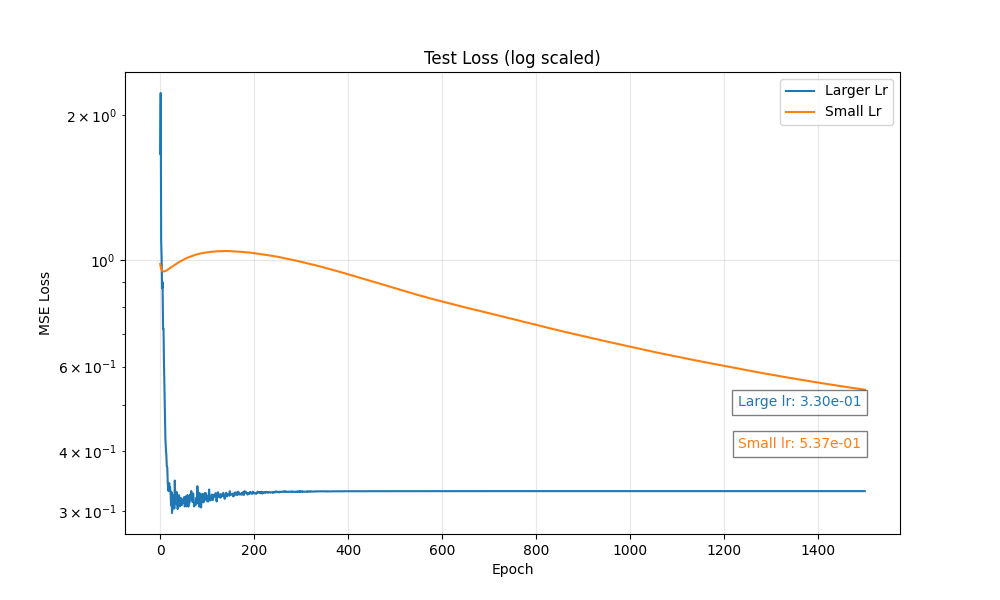 Test Loss (log scaled)
Larger Lr
Small Lr
MSE Loss
2 × 10⁰
10⁰
6 × 10⁻¹
4 × 10⁻¹
3 × 10⁻¹
Large lr: 3.30e-01
Small lr: 5.37e-01
0 200 400 600 800 1000 1200 1400
Epoch